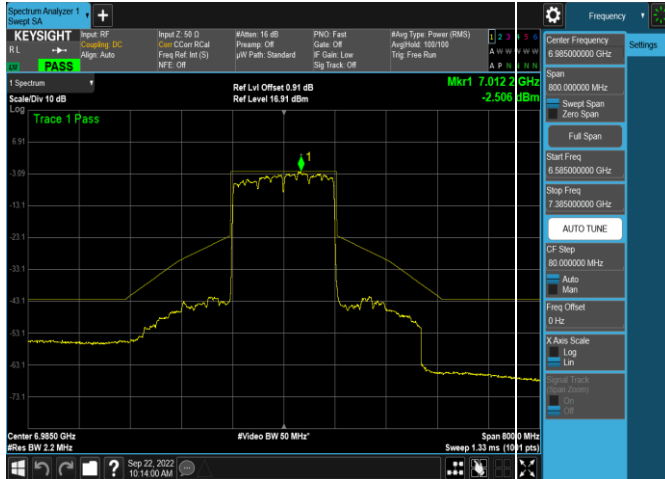 Spectrum Analyzer 1
Swept SA
+
Frequency
KEYSIGHT
RL
PASS
Input: RF
Coupling: DC
Align: Auto
Input Z: 50 Ω
Corr CCorr RCal
Freq Ref: Int (S)
NFE: Off
#Atten: 16 dB
Preamp: Off
µW Path: Standard
PNO: Fast
Gate: Off
IF Gain: Low
Sig Track: Off
#Avg Type: Power (RMS)
Avg|Hold: 100/100
Trig: Free Run
1 2 3 4 5 6
A W W W W W
A P N N N N
1 Spectrum
Scale/Div 10 dB
Log
Ref Lvl Offset 0.91 dB
Ref Level 16.91 dBm
Mkr1 7.012 2 GHz
-2.506 dBm
Trace 1 Pass
1
6.91
-3.09
-13.1
-23.1
-33.1
-43.1
-53.1
-63.1
-73.1
Center 6.9850 GHz
#Res BW 2.2 MHz
#Video BW 50 MHz*
Span 800.0 MHz
Sweep 1.33 ms (1001 pts)
Sep 22, 2022
10:14:00 AM
?
Center Frequency
6.985000000 GHz
Settings
Span
800.000000 MHz
Swept Span
Zero Span
Full Span
Start Freq
6.585000000 GHz
Stop Freq
7.385000000 GHz
AUTO TUNE
CF Step
80.000000 MHz
Auto
Man
Freq Offset
0 Hz
X Axis Scale
Log
Lin
Signal Track
(Span Zoom)
On
Off